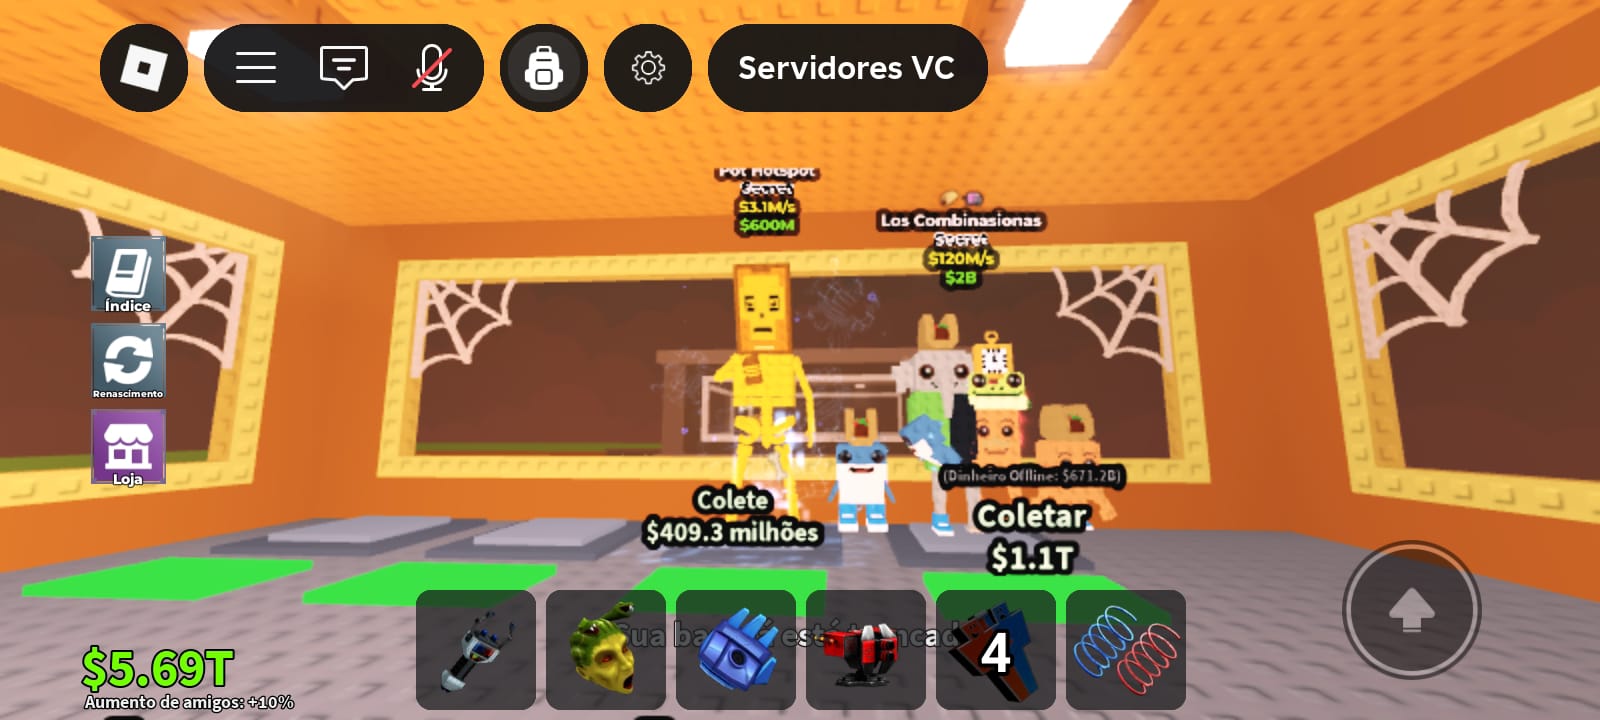 Servidores VC
Pot Hotspot
Secret
$3.1M/s
$600M
Los Combinasionas
Secret
$120M/s
$2B
Índice
Renascimento
Loja
Colete
$409.3 milhões
(Dinheiro Offline: $671.2B)
Coletar
$1.1T
4
$5.69T
Aumento de amigos: +10%